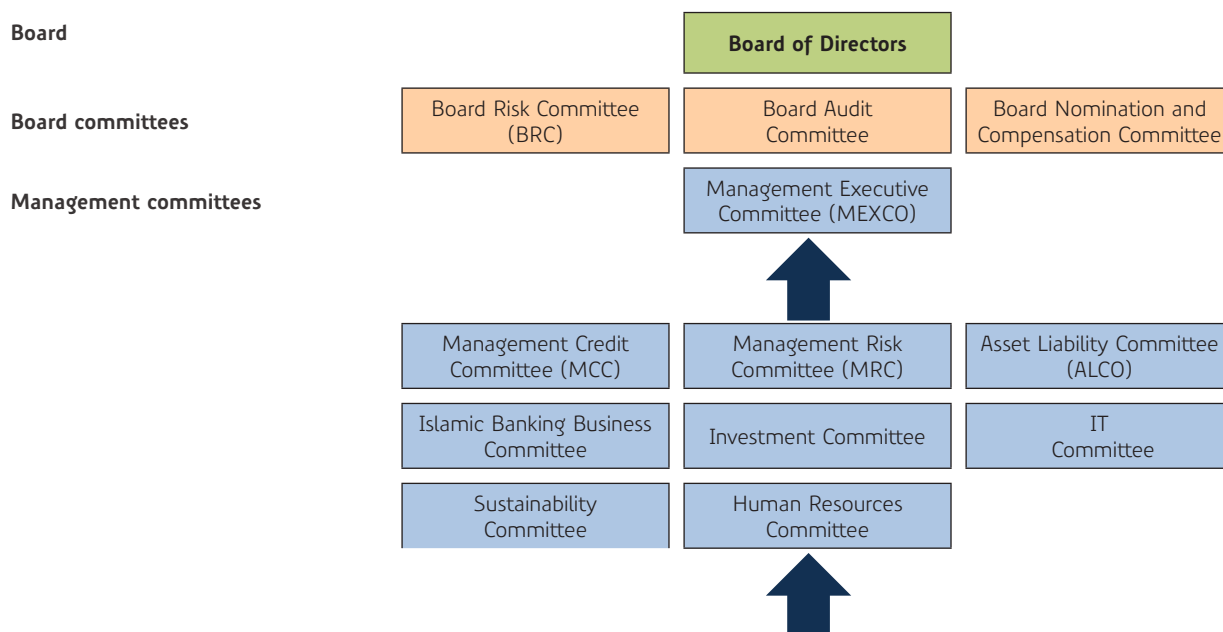 Board
Board of Directors
Board committees
Board Risk Committee
(BRC)
Board Audit
Committee
Board Nomination and
Compensation Committee
Management committees
Management Executive
Committee (MEXCO)
Management Credit
Committee (MCC)
Management Risk
Committee (MRC)
Asset Liability Committee
(ALCO)
Islamic Banking Business
Committee
Investment Committee
IT
Committee
Sustainability
Committee
Human Resources
Committee